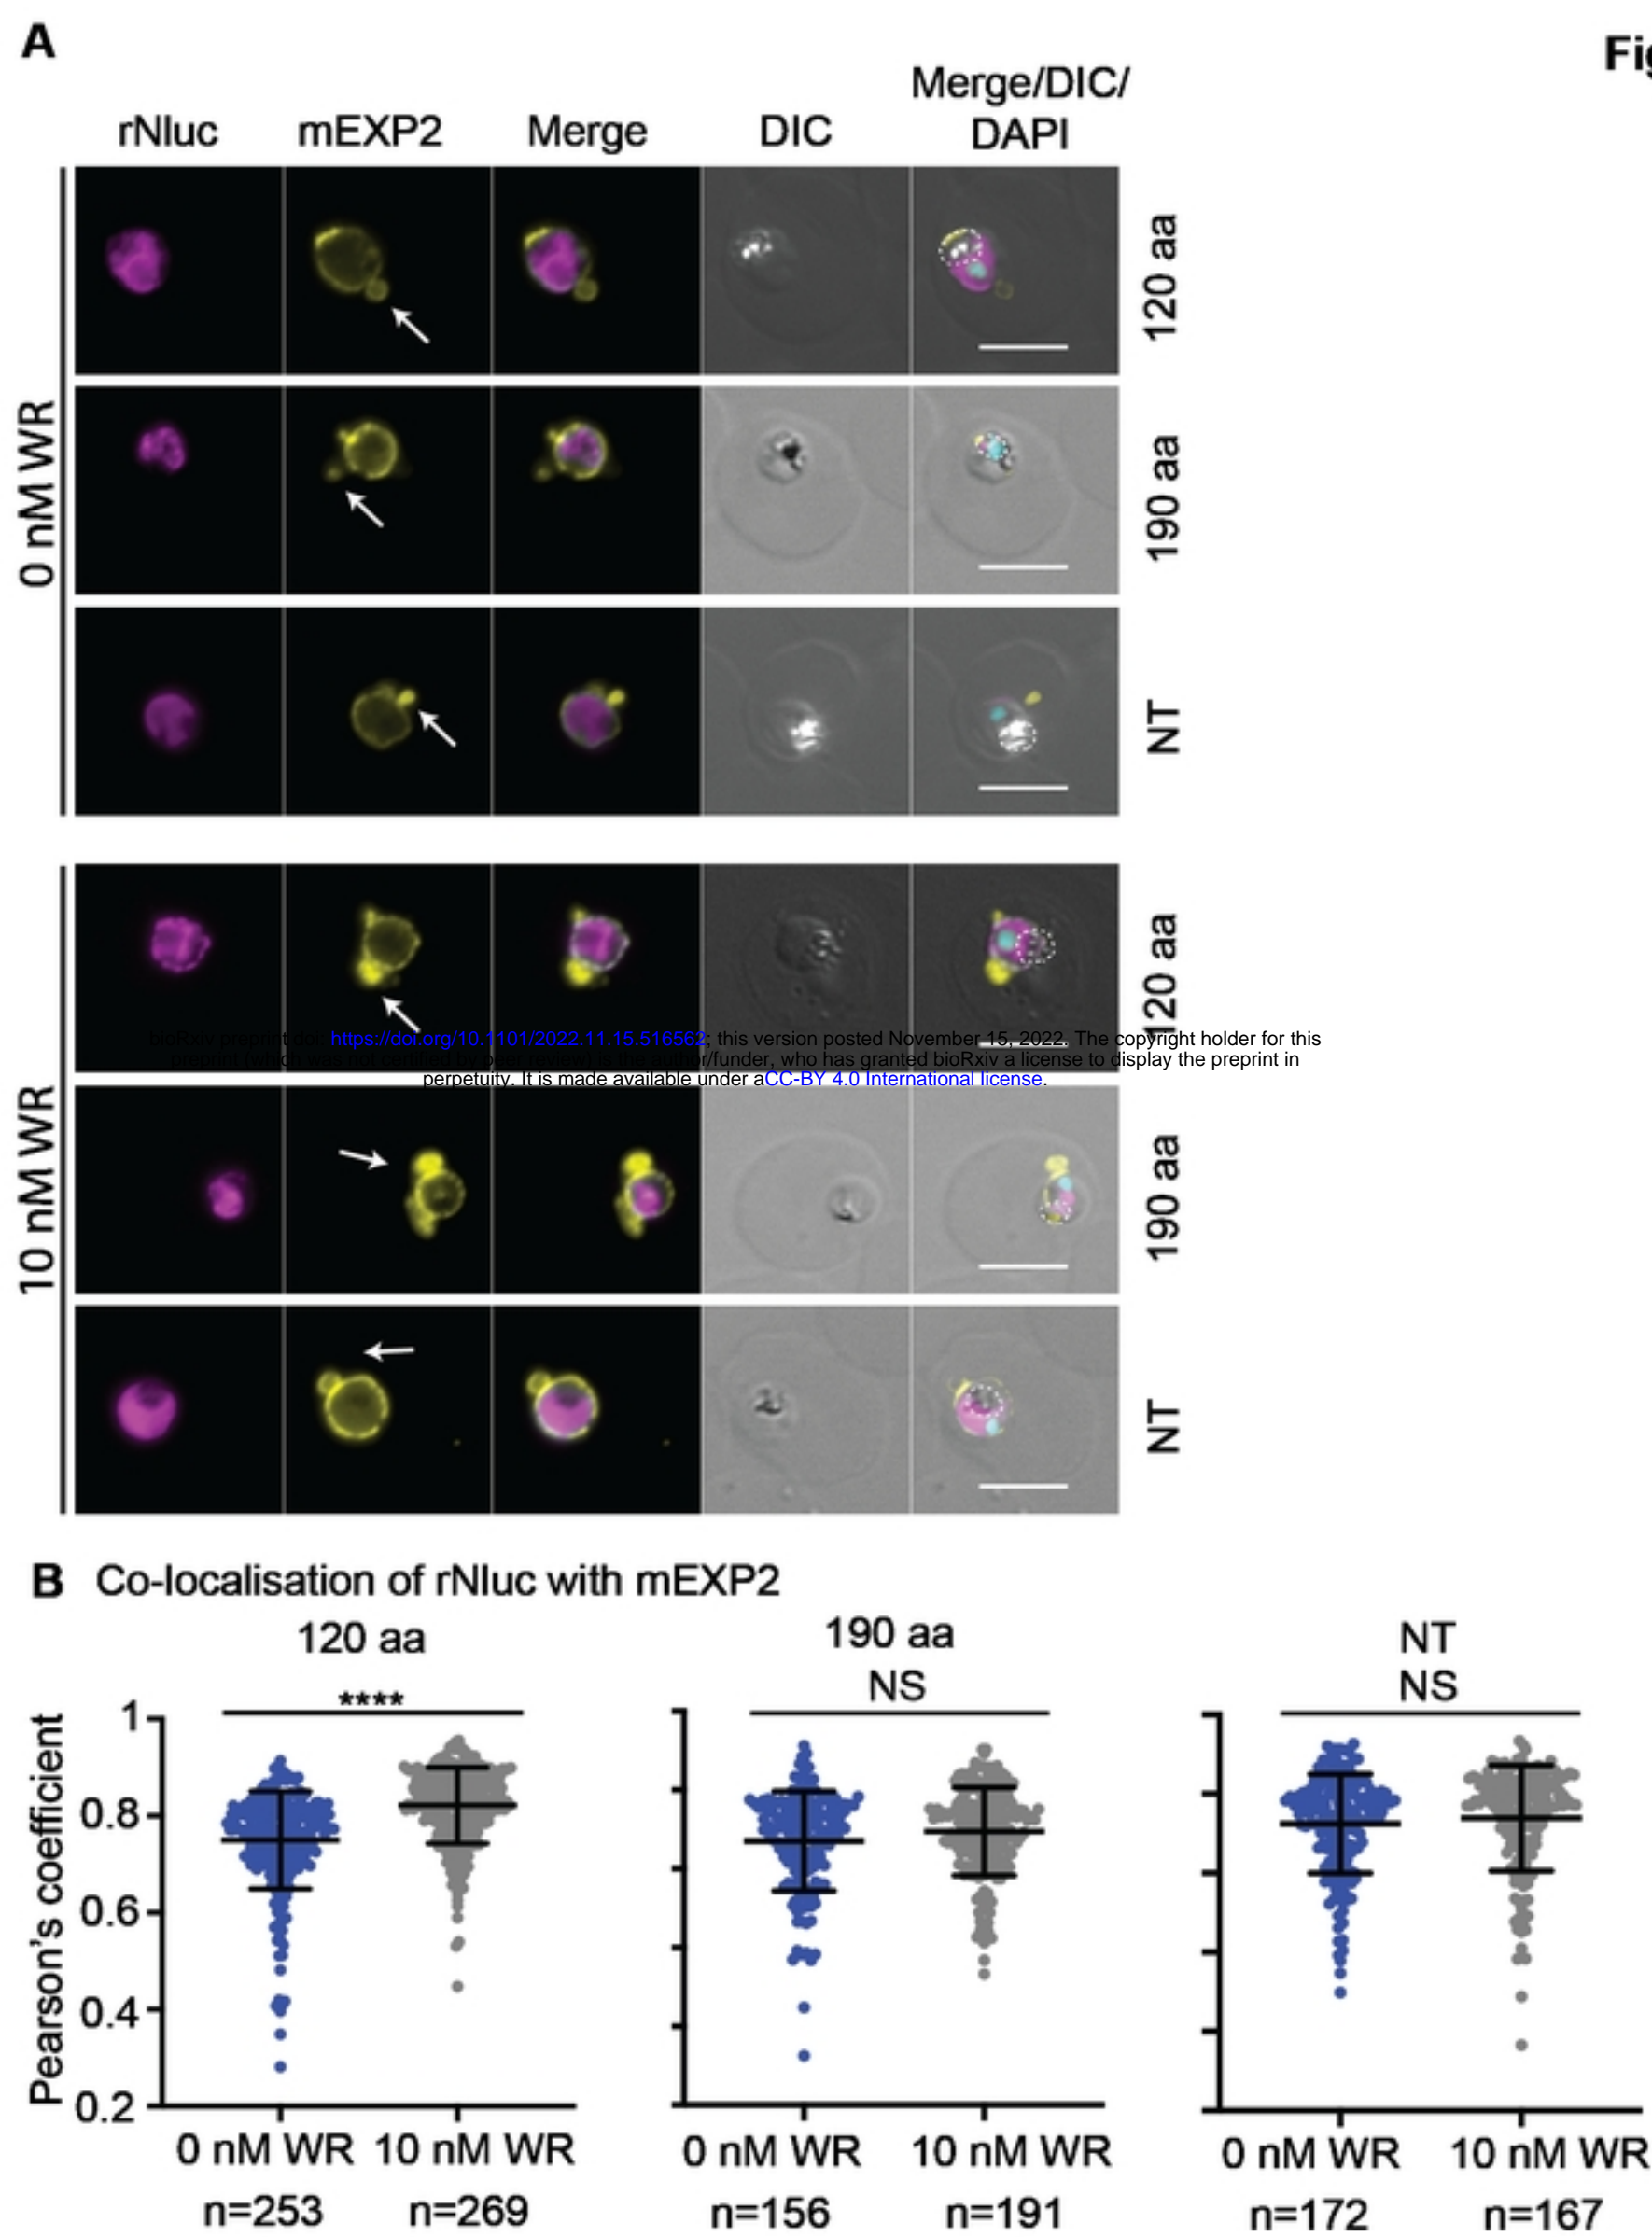 A
Fig
Merge/DIC/
rNluc mEXP2 Merge DIC DAPI
0 nM WR
120 aa
190 aa
NT
10 nM WR
120 aa
bioRxiv preprint doi: https://doi.org/10.1101/2022.11.15.516562; this version posted November 15, 2022. The copyright holder for this
preprint (which was not certified by peer review) is the author/funder, who has granted bioRxiv a license to display the preprint in
perpetuity. It is made available under aCC-BY 4.0 International license.
190 aa
NT
B Co-localisation of rNluc with mEXP2
120 aa 190 aa NT
**** NS NS
Pearson's coefficient
1
0.8
0.6
0.4
0.2
0 nM WR 10 nM WR 0 nM WR 10 nM WR 0 nM WR 10 nM WR
n=253 n=269 n=156 n=191 n=172 n=167